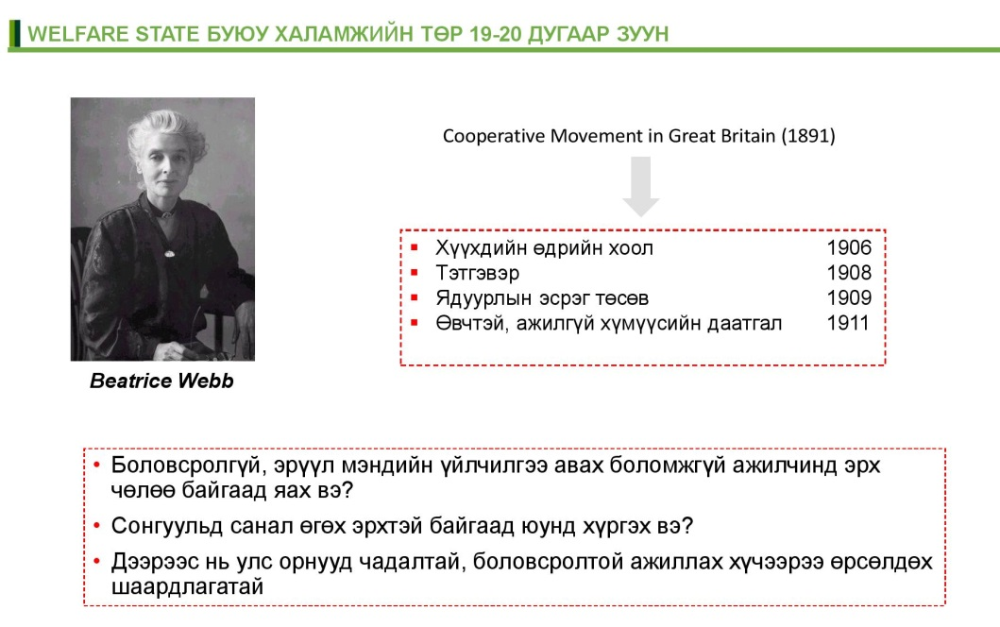 WELFARE STATE БУЮУ ХАЛАМЖИЙН ТӨР 19-20 ДУГААР ЗУУН
Cooperative Movement in Great Britain (1891)
▪ Хүүхдийн өдрийн хоол 1906
▪ Тэтгэвэр 1908
▪ Ядуурлын эсрэг төсөв 1909
▪ Өвчтэй, ажилгүй хүмүүсийн даатгал 1911
Beatrice Webb
• Боловсролгүй, эрүүл мэндийн үйлчилгээ авах боломжгүй ажилчинд эрх
чөлөө байгаад яах вэ?
• Сонгуульд санал өгөх эрхтэй байгаад юунд хүргэх вэ?
• Дээрээс нь улс орнууд чадалтай, боловсролтой ажиллах хүчээрээ өрсөлдөх
шаардлагатай